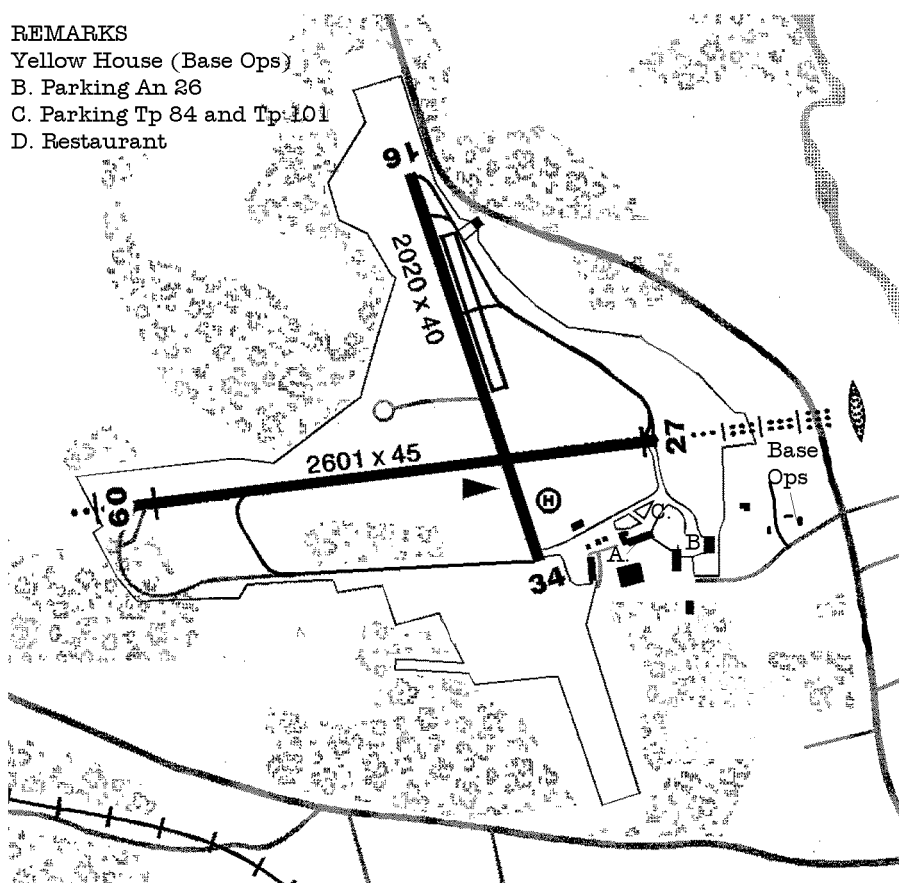 REMARKS
Yellow House (Base Ops)
B. Parking An 26
C. Parking Tp 84 and Tp 101
D. Restaurant
16
2020 x 40
27
Base
Ops
2601 x 45
09
H
C.
A.
B
34